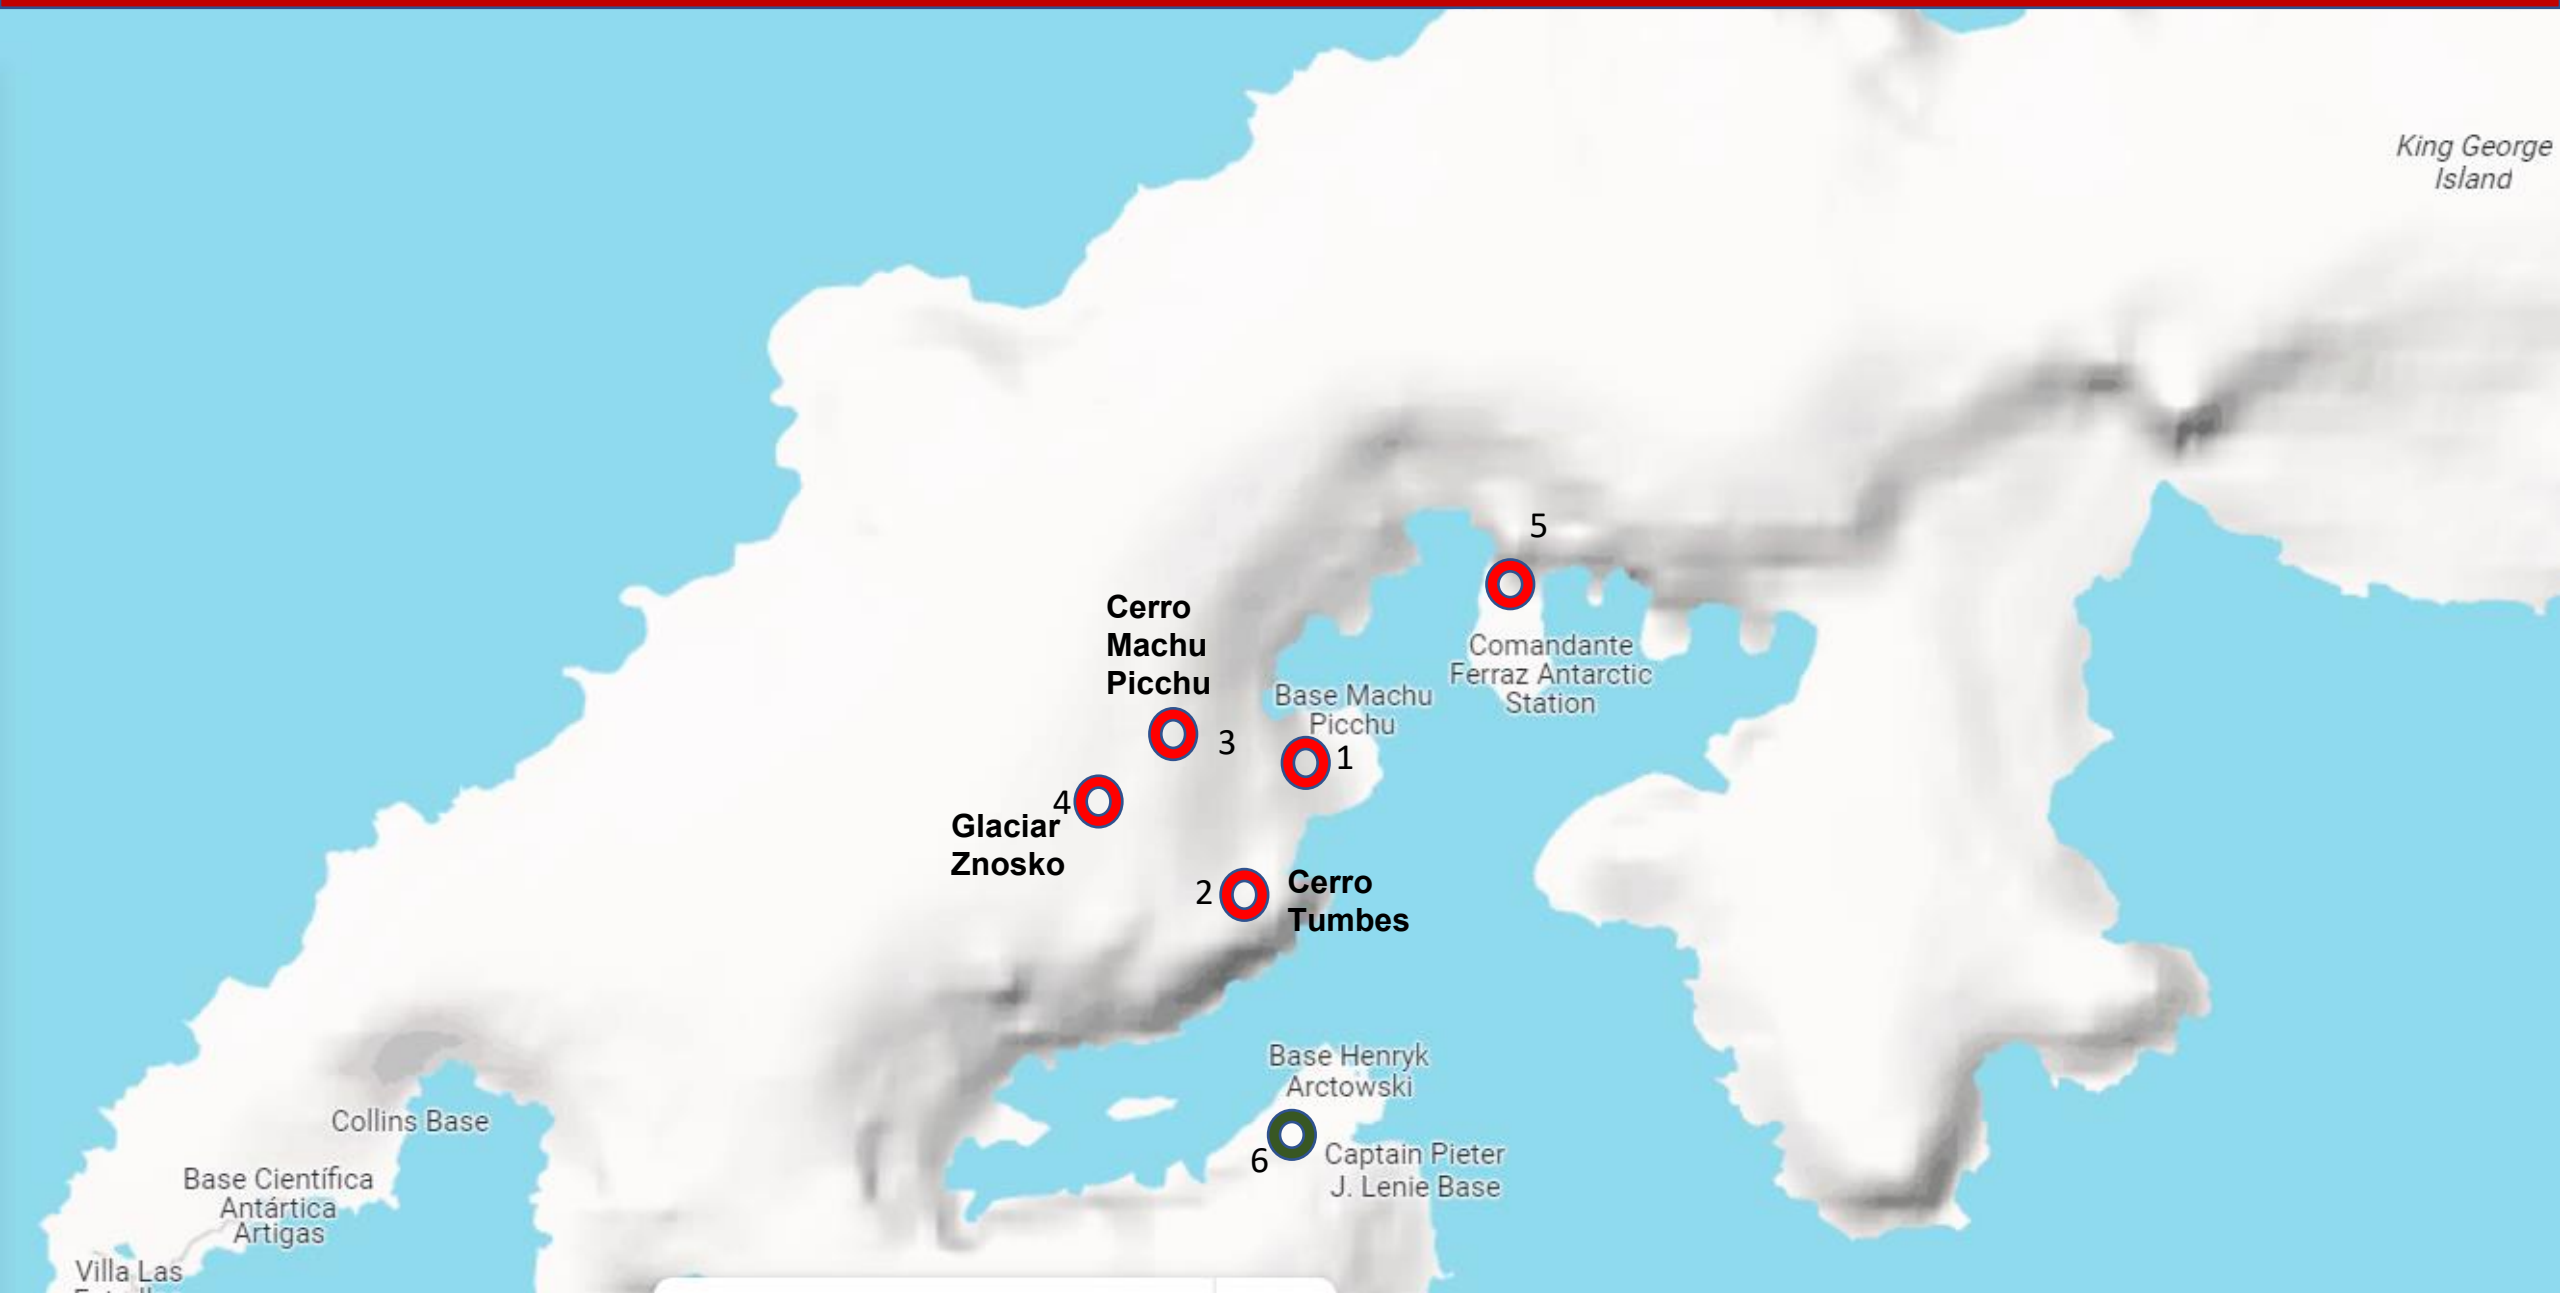 King George
Island
5
Cerro
Machu
Picchu
Comandante
Ferraz Antarctic
Station
Base Machu
Picchu
3
1
4
Glaciar
Znosko
2
Cerro
Tumbes
Base Henryk
Arctowski
Collins Base
6
Captain Pieter
J. Lenie Base
Base Científica
Antártica
Artigas
Villa Las